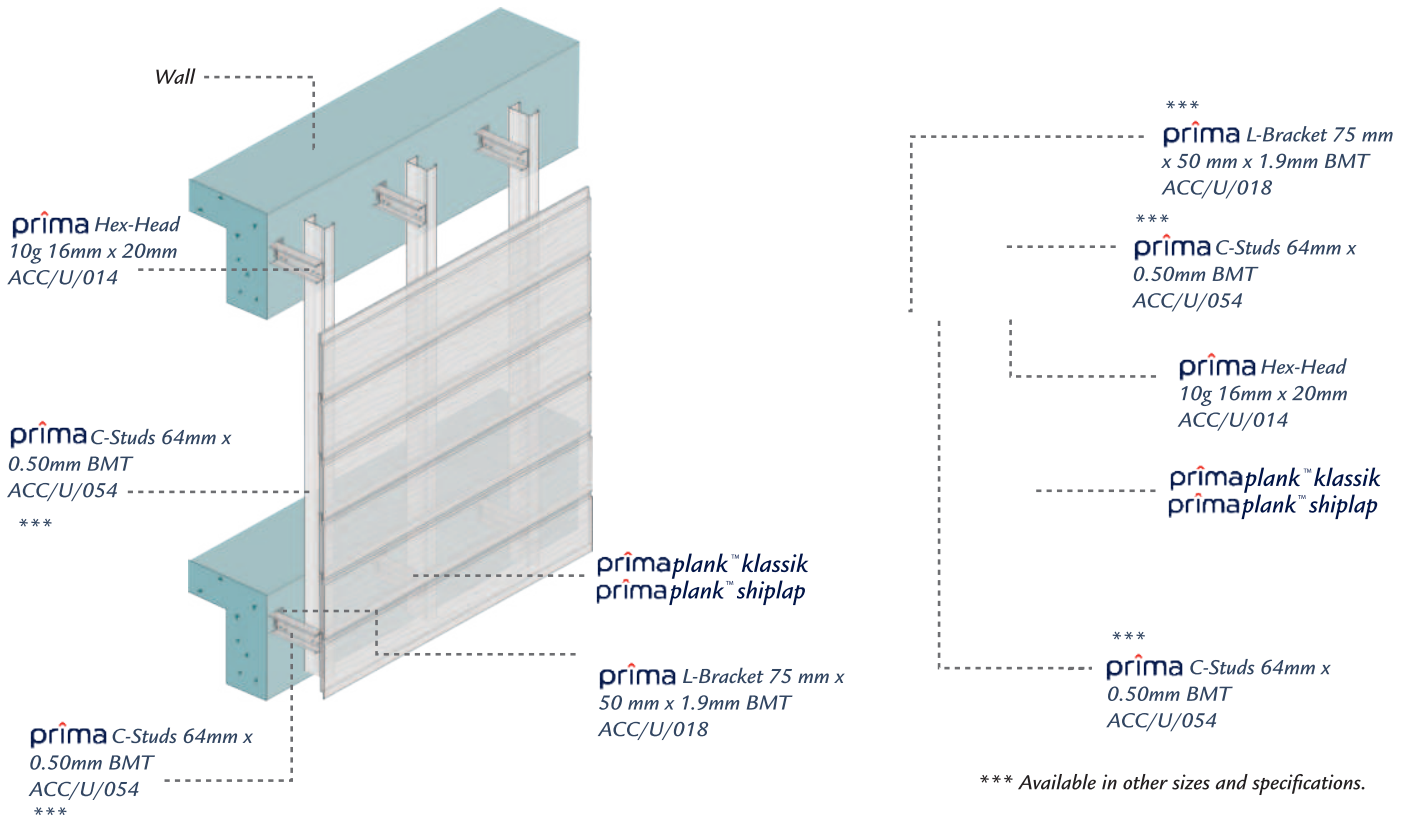 Wall
prima Hex-Head
10g 16mm x 20mm
ACC/U/014
prima C-Studs 64mm x
0.50mm BMT
ACC/U/054
***
prima C-Studs 64mm x
0.50mm BMT
ACC/U/054
***
primaplank™ klassik
primaplank™ shiplap
prima L-Bracket 75 mm x
50 mm x 1.9mm BMT
ACC/U/018
***
prima L-Bracket 75 mm
x 50 mm x 1.9mm BMT
ACC/U/018
***
prima C-Studs 64mm x
0.50mm BMT
ACC/U/054
prima Hex-Head
10g 16mm x 20mm
ACC/U/014
primaplank™ klassik
primaplank™ shiplap
***
prima C-Studs 64mm x
0.50mm BMT
ACC/U/054
*** Available in other sizes and specifications.